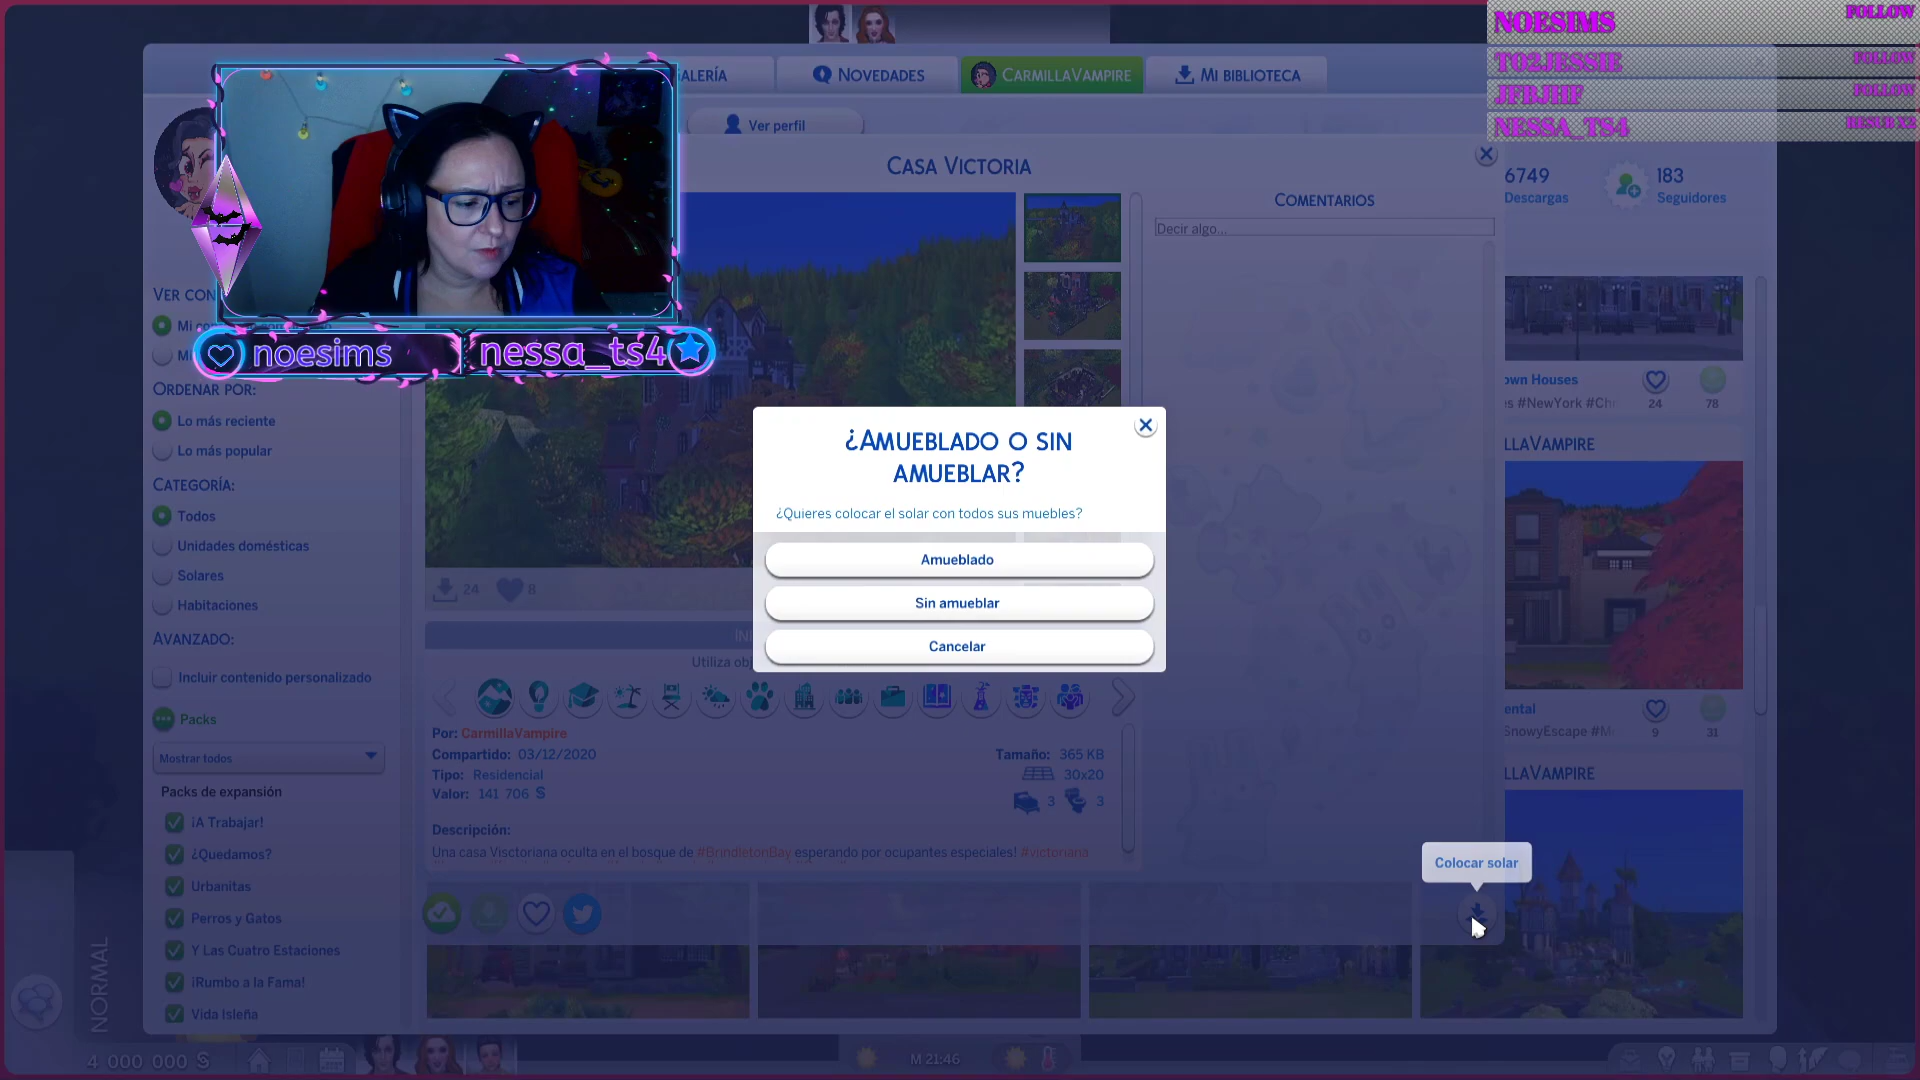 NOESIMS FOLLOW
TO2JESSIE FOLLOW
JFBJHF FOLLOW
NESSA_TS4 RESUB X2
ALERÍA
NOVEDADES
CARMILLAVAMPIRE
MI BIBLIOTECA
Ver perfil
CASA VICTORIA
6749
Descargas
183
Seguidores
COMENTARIOS
Decir algo...
noesims
nessa_ts4
VER CON
ORDENAR POR:
Lo más reciente
Lo más popular
CATEGORÍA:
Todos
Unidades domésticas
Solares
Habitaciones
AVANZADO:
Incluir contenido personalizado
Packs
Mostrar todos
Packs de expansión
¡A Trabajar!
¿Quedamos?
Urbanitas
Perros y Gatos
Y Las Cuatro Estaciones
¡Rumbo a la Fama!
Vida Isleña
¿AMUEBLADO O SIN
AMUEBLAR?
¿Quieres colocar el solar con todos sus muebles?
Amueblado
Sin amueblar
Cancelar
24
8
Utiliza obj
Por: CarmillaVampire
Compartido: 03/12/2020
Tipo: Residencial
Valor: 141 706 §
Tamaño: 365 KB
30x20
3 3
Descripción:
Una casa Visctoriana oculta en el bosque de #BrindletonBay esperando por ocupantes especiales! #victoriana
own Houses
s #NewYork #Chr
24 78
LLAVAMPIRE
ental
SnowyEscape #M
9 31
LLAVAMPIRE
Colocar solar
NORMAL
4 000 000 §
M 21:46